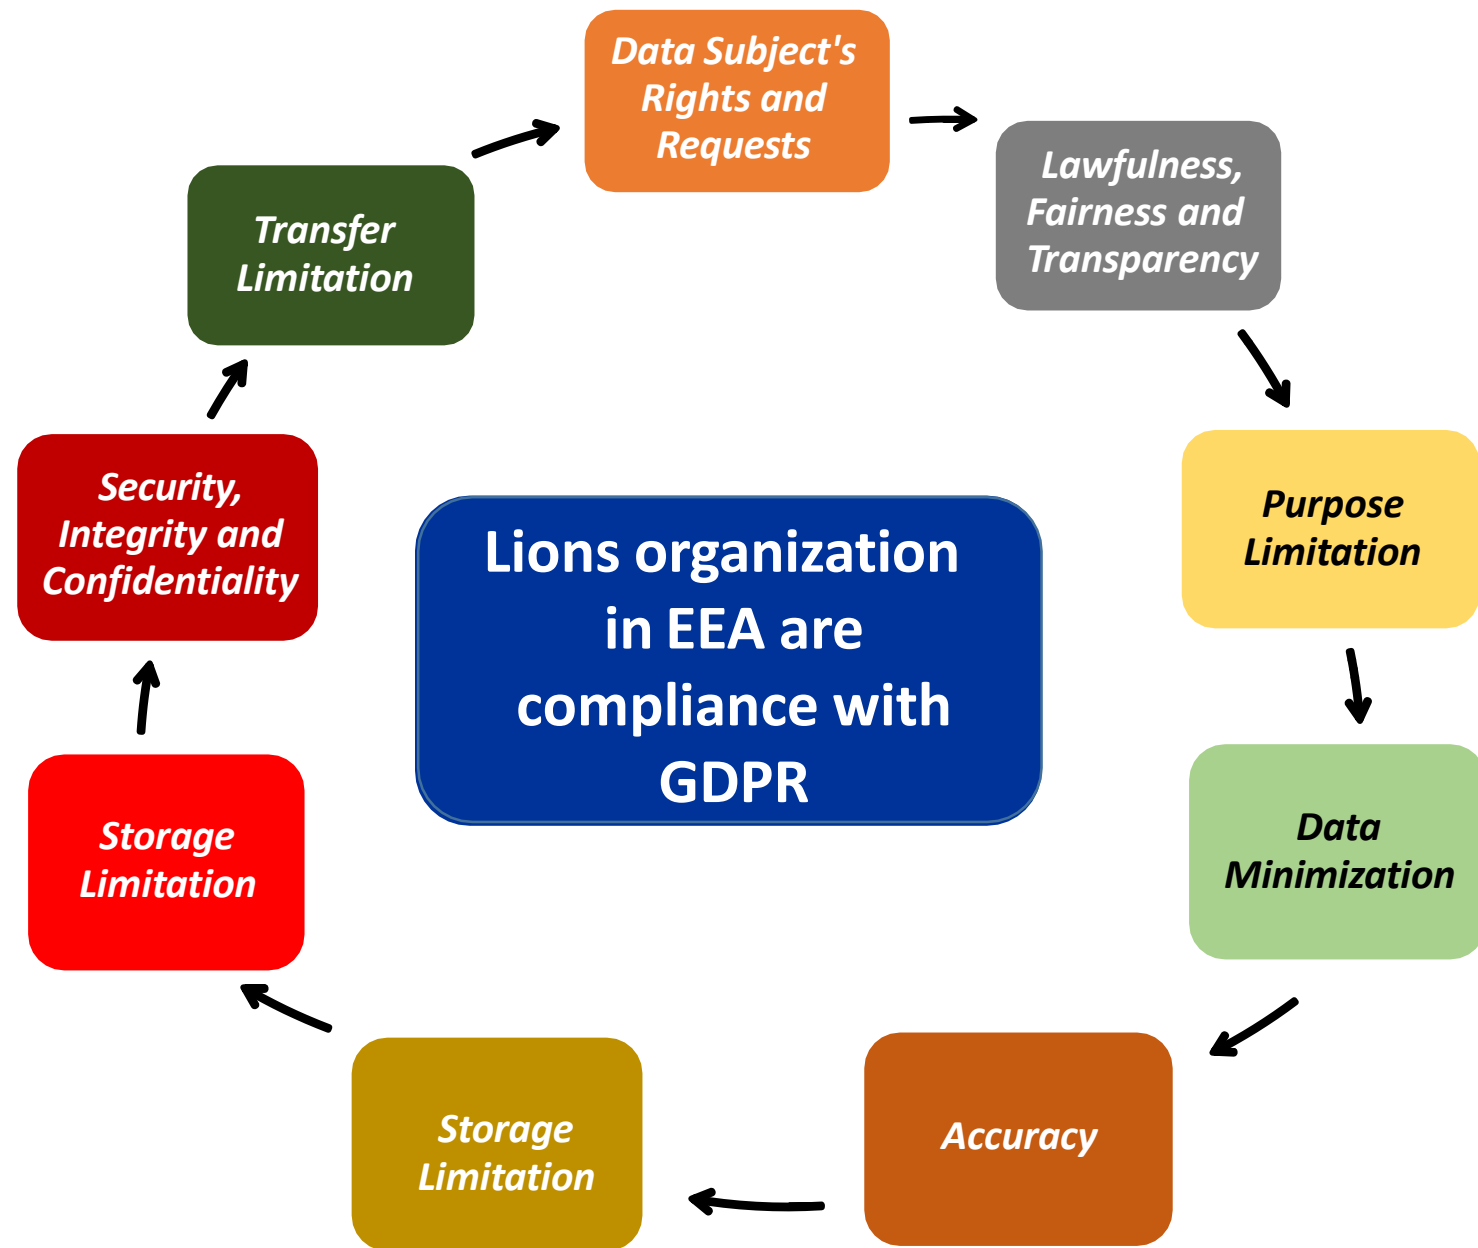 Data Subject's
Rights and
Requests
Lawfulness,
Fairness and
Transparency
Purpose
Limitation
Data
Minimization
Accuracy
Storage
Limitation
Storage
Limitation
Security,
Integrity and
Confidentiality
Transfer
Limitation
Lions organization
in EEA are
compliance with
GDPR